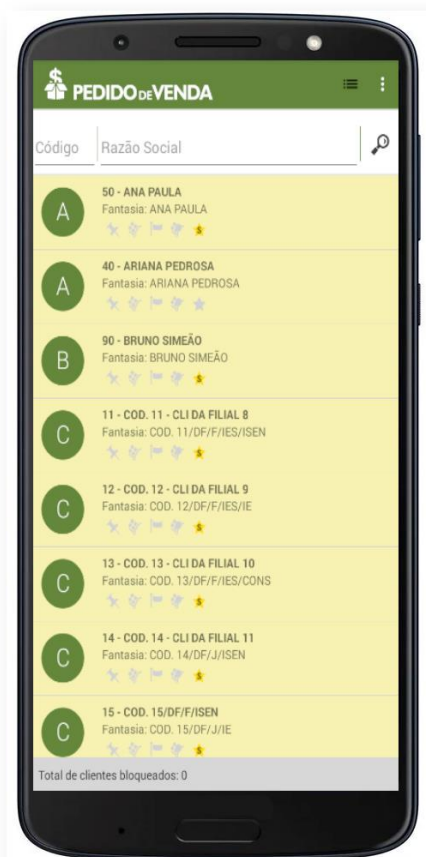 PEDIDO DE VENDA
Código Razão Social
A
50 - ANA PAULA
Fantasia: ANA PAULA
A
40 - ARIANA PEDROSA
Fantasia: ARIANA PEDROSA
B
90 - BRUNO SIMEÃO
Fantasia: BRUNO SIMEÃO
C
11 - COD. 11 - CLI DA FILIAL 8
Fantasia: COD. 11/DF/F/IES/ISEN
C
12 - COD. 12 - CLI DA FILIAL 9
Fantasia: COD. 12/DF/F/IES/IE
C
13 - COD. 13 - CLI DA FILIAL 10
Fantasia: COD. 13/DF/F/IES/CONS
C
14 - COD. 14 - CLI DA FILIAL 11
Fantasia: COD. 14/DF/J/ISEN
C
15 - COD. 15/DF/F/ISEN
Fantasia: COD. 15/DF/J/IE
Total de clientes bloqueados: 0